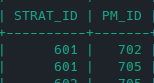 | STRAT_ID | PM_ID |
+----------+-------+
| 601 | 702 |
| 601 | 705 |